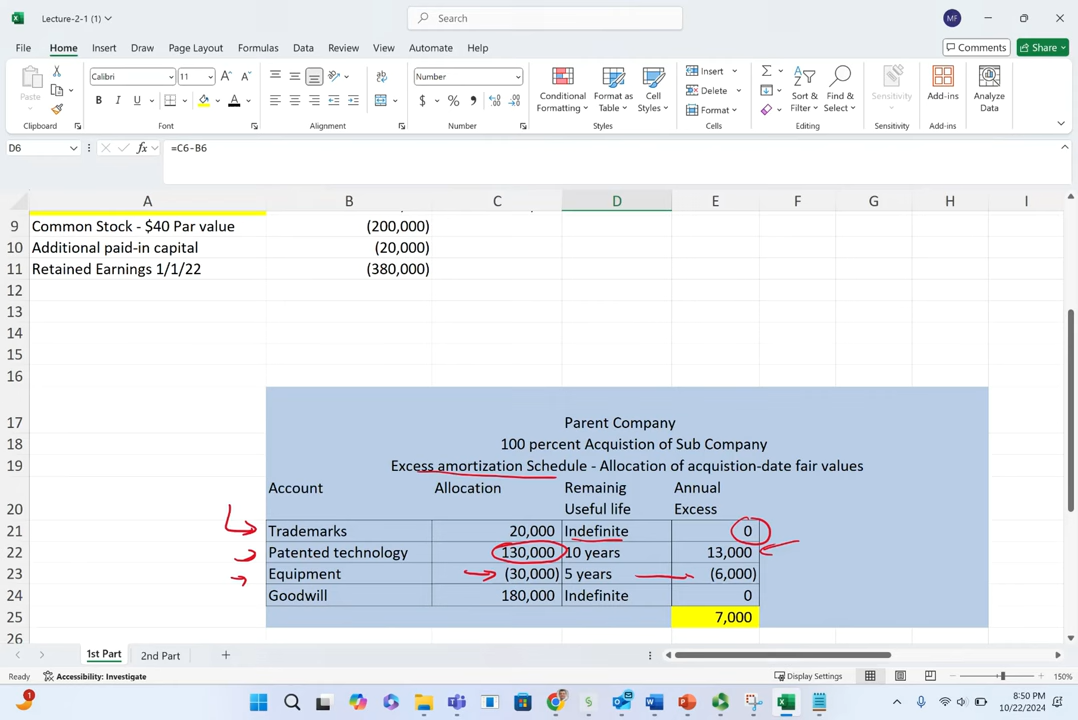 Lecture-2-1 (1)
Search
MF
File Home Insert Draw Page Layout Formulas Data Review View Automate Help
Comments Share
Calibri 11
Number
Insert
Delete
Format
Paste
B I U A
$ % 9
Conditional Formatting
Format as Table
Cell Styles
Sort & Filter
Find & Select
Sensitivity
Add-ins
Analyze Data
Clipboard Font Alignment Number Styles Cells Editing Sensitivity Add-ins
D6 fx =C6-B6
A B C D E F G H I
9 Common Stock - $40 Par value (200,000)
10 Additional paid-in capital (20,000)
11 Retained Earnings 1/1/22 (380,000)
12
13
14
15
16
17 Parent Company
18 100 percent Acquistion of Sub Company
19 Excess amortization Schedule - Allocation of acquistion-date fair values
Account Allocation Remainig Annual
20 Useful life Excess
21 Trademarks 20,000 Indefinite 0
22 Patented technology 130,000 10 years 13,000
23 Equipment (30,000) 5 years (6,000)
24 Goodwill 180,000 Indefinite 0
25 7,000
26
1st Part 2nd Part
Ready Accessibility: Investigate Display Settings 150%
1
8:50 PM
10/22/2024